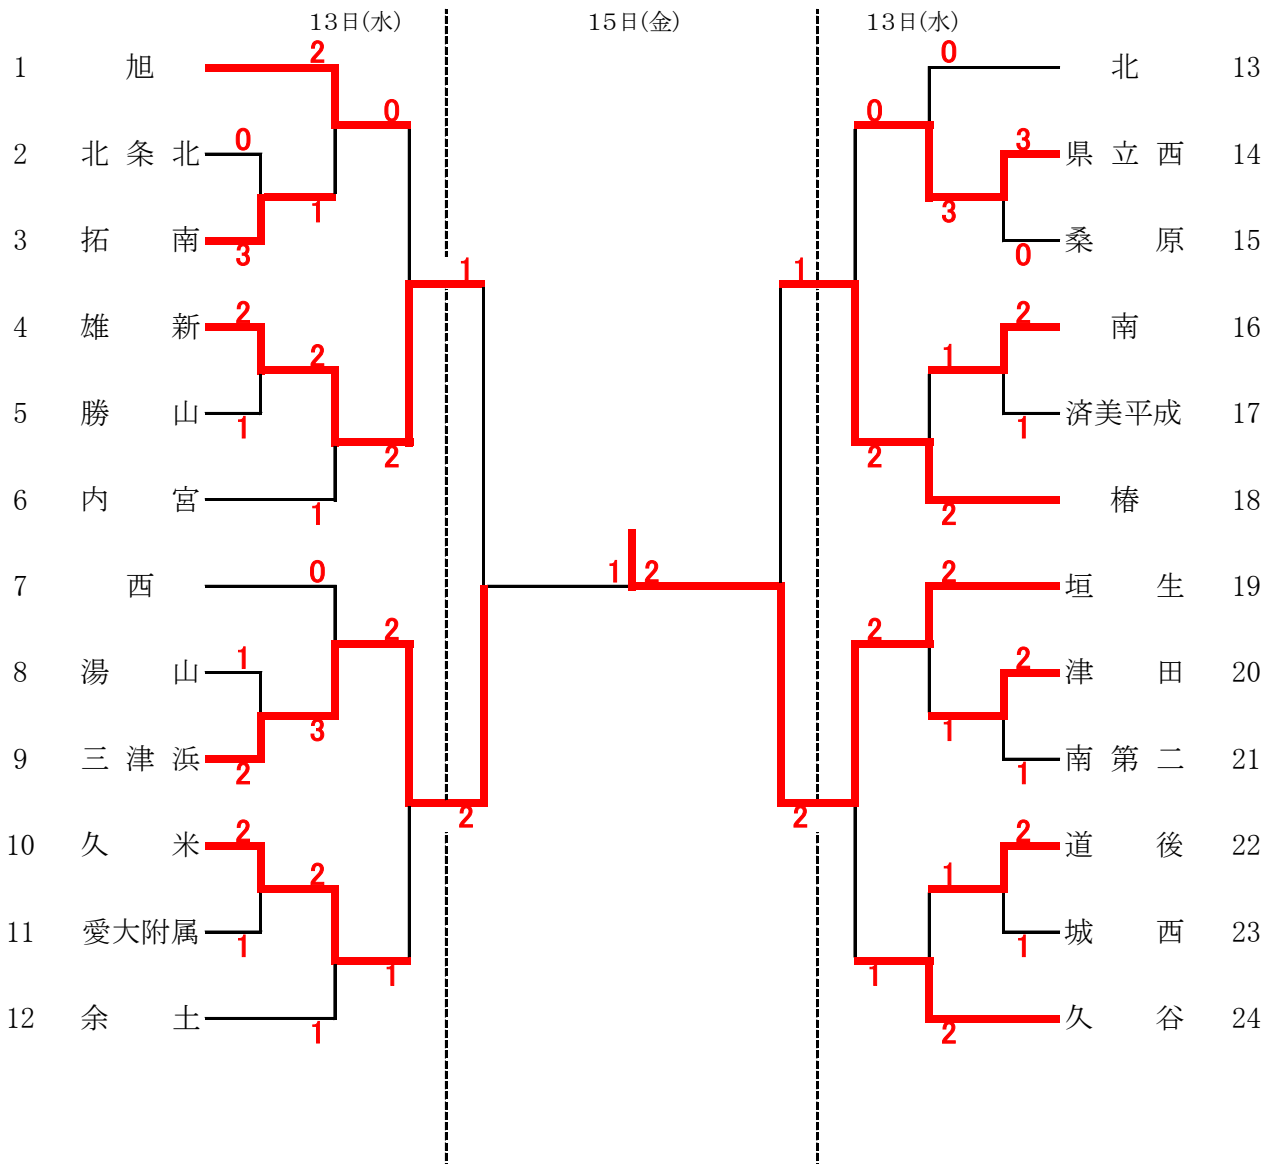 13日(水) 15日(金) 13日(水)
2 0
1 旭 北 13
0 0
0 3
2 北条北 県立西 14
1 3
3 拓南 桑原 15
3 0
1 1
2 2
4 雄新 南 16
2 1
5 勝山 済美平成 17
1 1
2 2
6 内宮 椿 18
1 2
0 1 2 2
7 西 垣生 19
2 2
1 2
8 湯山 津田 20
3 1
9 三津浜 南第二 21
2 1
2 2
2 2
10 久米 道後 22
2 1
11 愛大附属 城西 23
1 1
1 1
12 余土 久谷 24
1 2